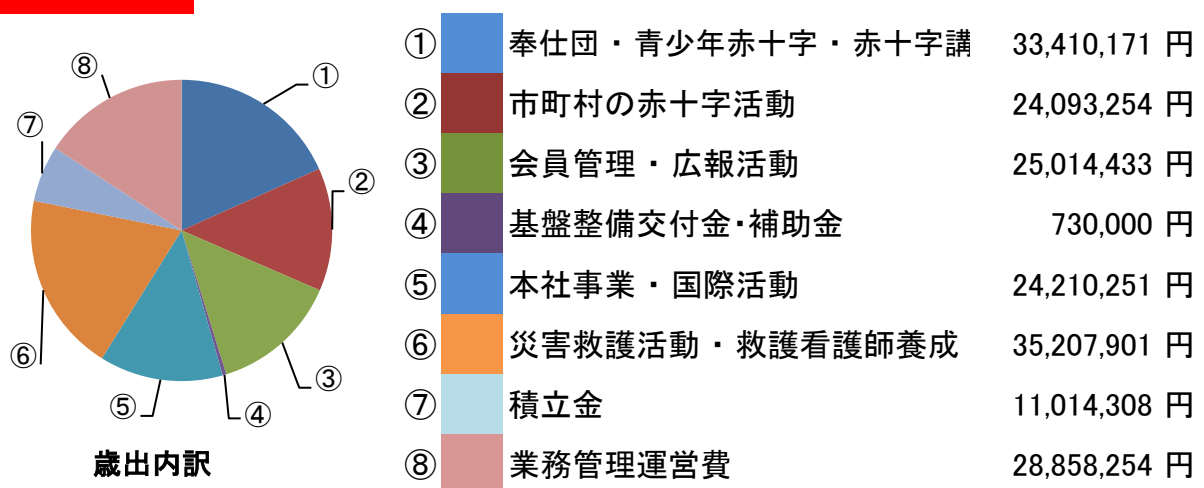 ① 奉仕団・青少年赤十字・赤十字講 33,410,171 円
② 市町村の赤十字活動 24,093,254 円
③ 会員管理・広報活動 25,014,433 円
④ 基盤整備交付金・補助金 730,000 円
⑤ 本社事業・国際活動 24,210,251 円
⑥ 災害救護活動・救護看護師養成 35,207,901 円
⑦ 積立金 11,014,308 円
⑧ 業務管理運営費 28,858,254 円
①
②
③
④
⑤
⑥
⑦
⑧
歳出内訳